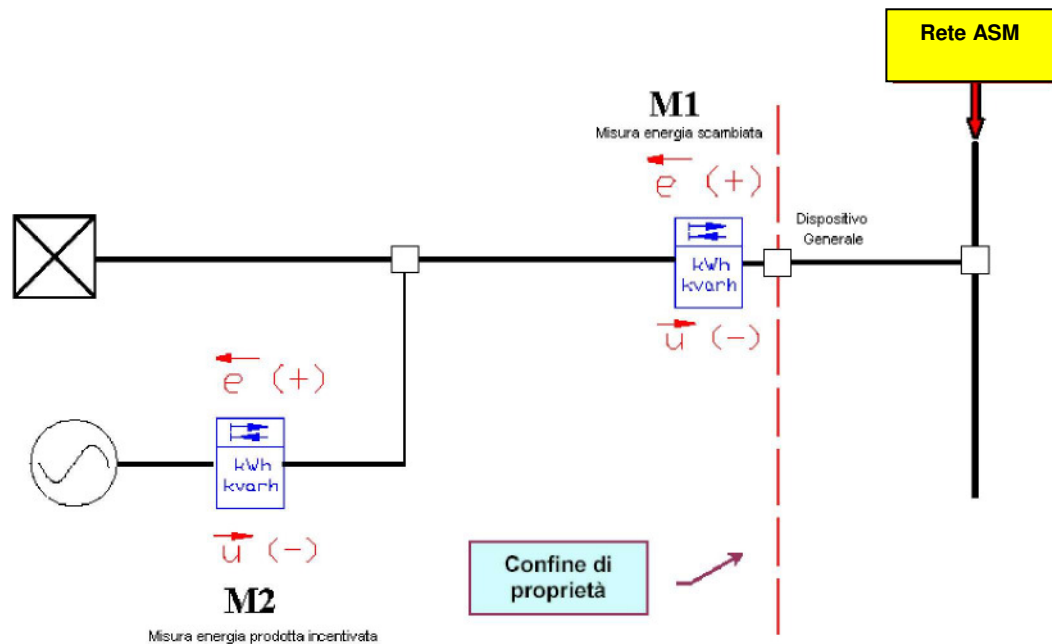 Rete ASM
M1
Misura energia scambiata
e (+)
Dispositivo
Generale
kWh
kvarh
u (-)
e (+)
kWh
kvarh
u (-)
Confine di
proprietà
M2
Misura energia prodotta incentivata